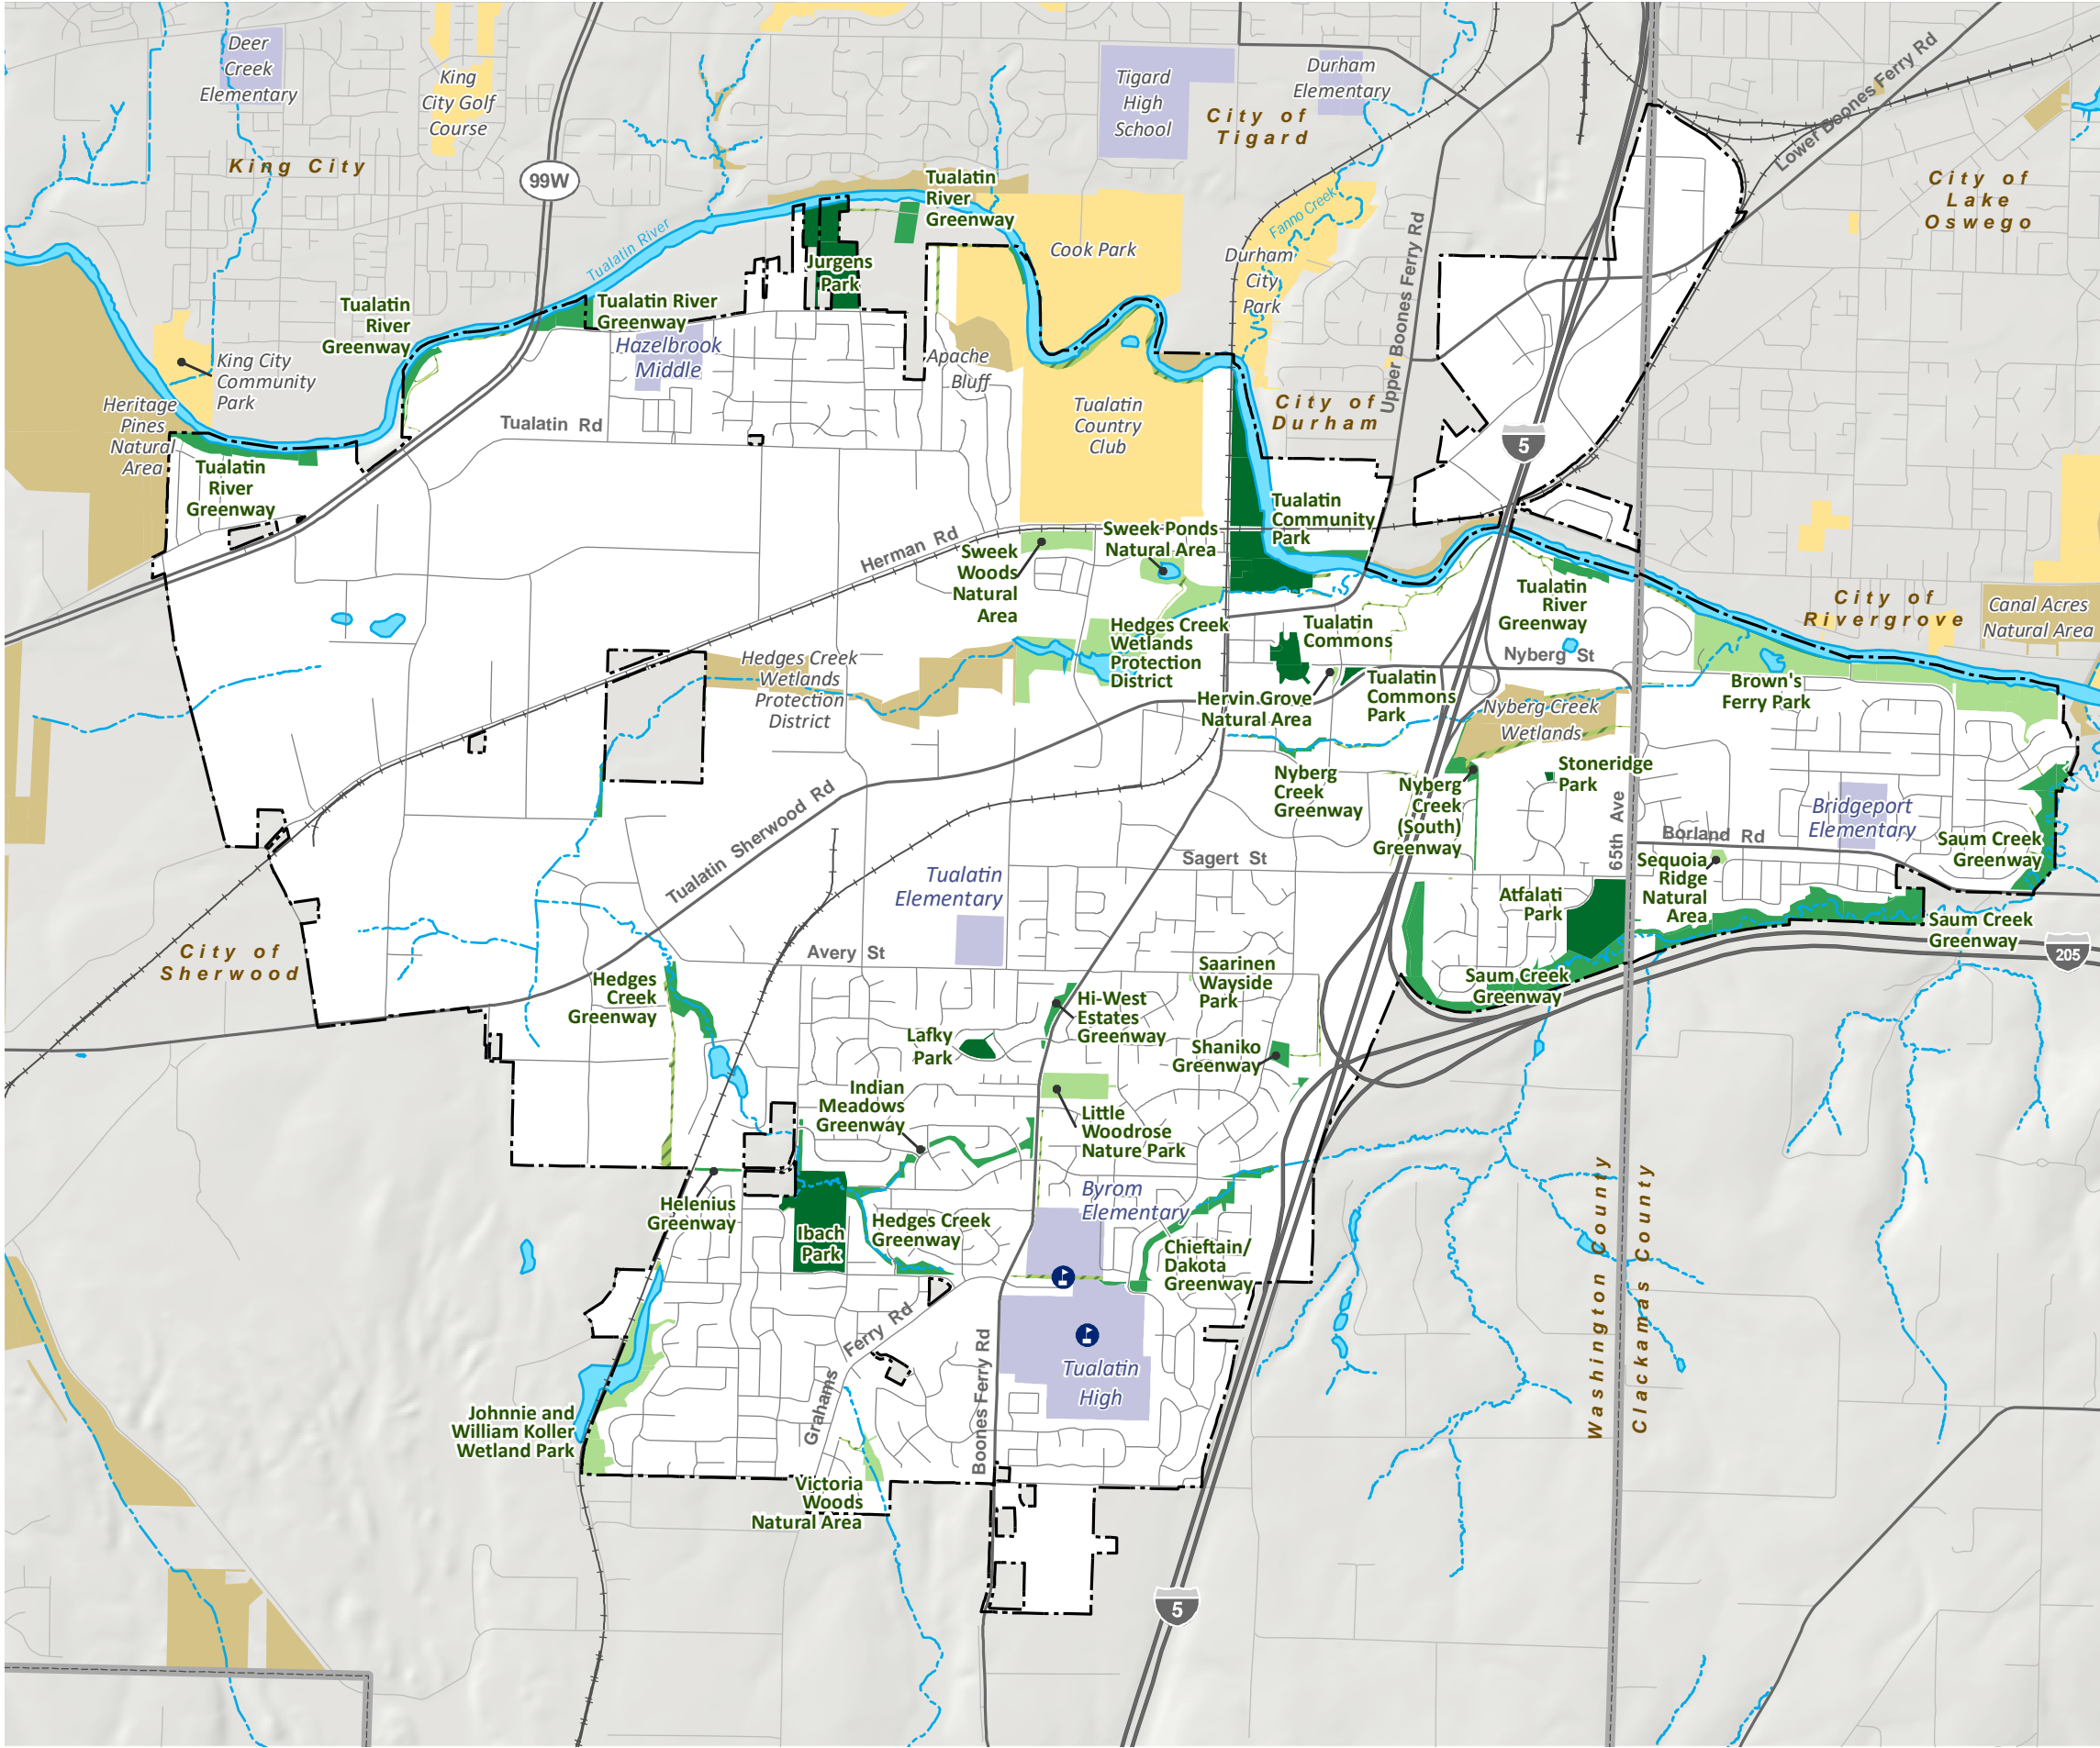 Deer
Creek
Elementary
King
City Golf
Course
King City
99W
Tigard
High
School
City of
Tigard
Durham
Elementary
Lower Boones Ferry Rd
City of
Lake
Oswego
Tualatin
River
Greenway
Tualatin River
Fanno Creek
Cook Park
Durham
City
Park
Upper Boones Ferry Rd
Jurgens
Park
Tualatin
River
Greenway
Tualatin River
Greenway
Hazelbrook
Middle
King City
Community
Park
Heritage
Pines
Natural
Area
Apache
Bluff
Tualatin
Country
Club
City of
Durham
5
Tualatin Rd
Tualatin
River
Greenway
Tualatin
Community
Park
Herman Rd
Sweek
Woods
Natural
Area
Sweek Ponds
Natural Area
Tualatin
River
Greenway
City of
Rivergrove
Canal Acres
Natural Area
Hedges Creek
Wetlands
Protection
District
Tualatin
Commons
Nyberg St
Hedges Creek
Wetlands
Protection
District
Hervin Grove
Natural Area
Tualatin
Commons
Park
Nyberg Creek
Wetlands
Brown's
Ferry Park
Nyberg
Creek
Greenway
Nyberg
Creek
(South)
Greenway
Stoneridge
Park
65th Ave
Bridgeport
Elementary
Borland Rd
Saum Creek
Greenway
Tualatin Sherwood Rd
Sagert St
Tualatin
Elementary
Sequoia
Ridge
Natural
Area
Atfalati
Park
Saum Creek
Greenway
205
City of
Sherwood
Avery St
Saarinen
Wayside
Park
Saum Creek
Greenway
Hedges
Creek
Greenway
Hi-West
Estates
Greenway
Lafky
Park
Shaniko
Greenway
Indian
Meadows
Greenway
Little
Woodrose
Nature Park
Byrom
Elementary
Helenius
Greenway
Ibach
Park
Hedges Creek
Greenway
Chieftain/
Dakota
Greenway
Washington County
Clackamas County
Grahams
Ferry Rd
Boones Ferry Rd
Tualatin
High
Johnnie and
William Koller
Wetland Park
Victoria
Woods
Natural Area
5